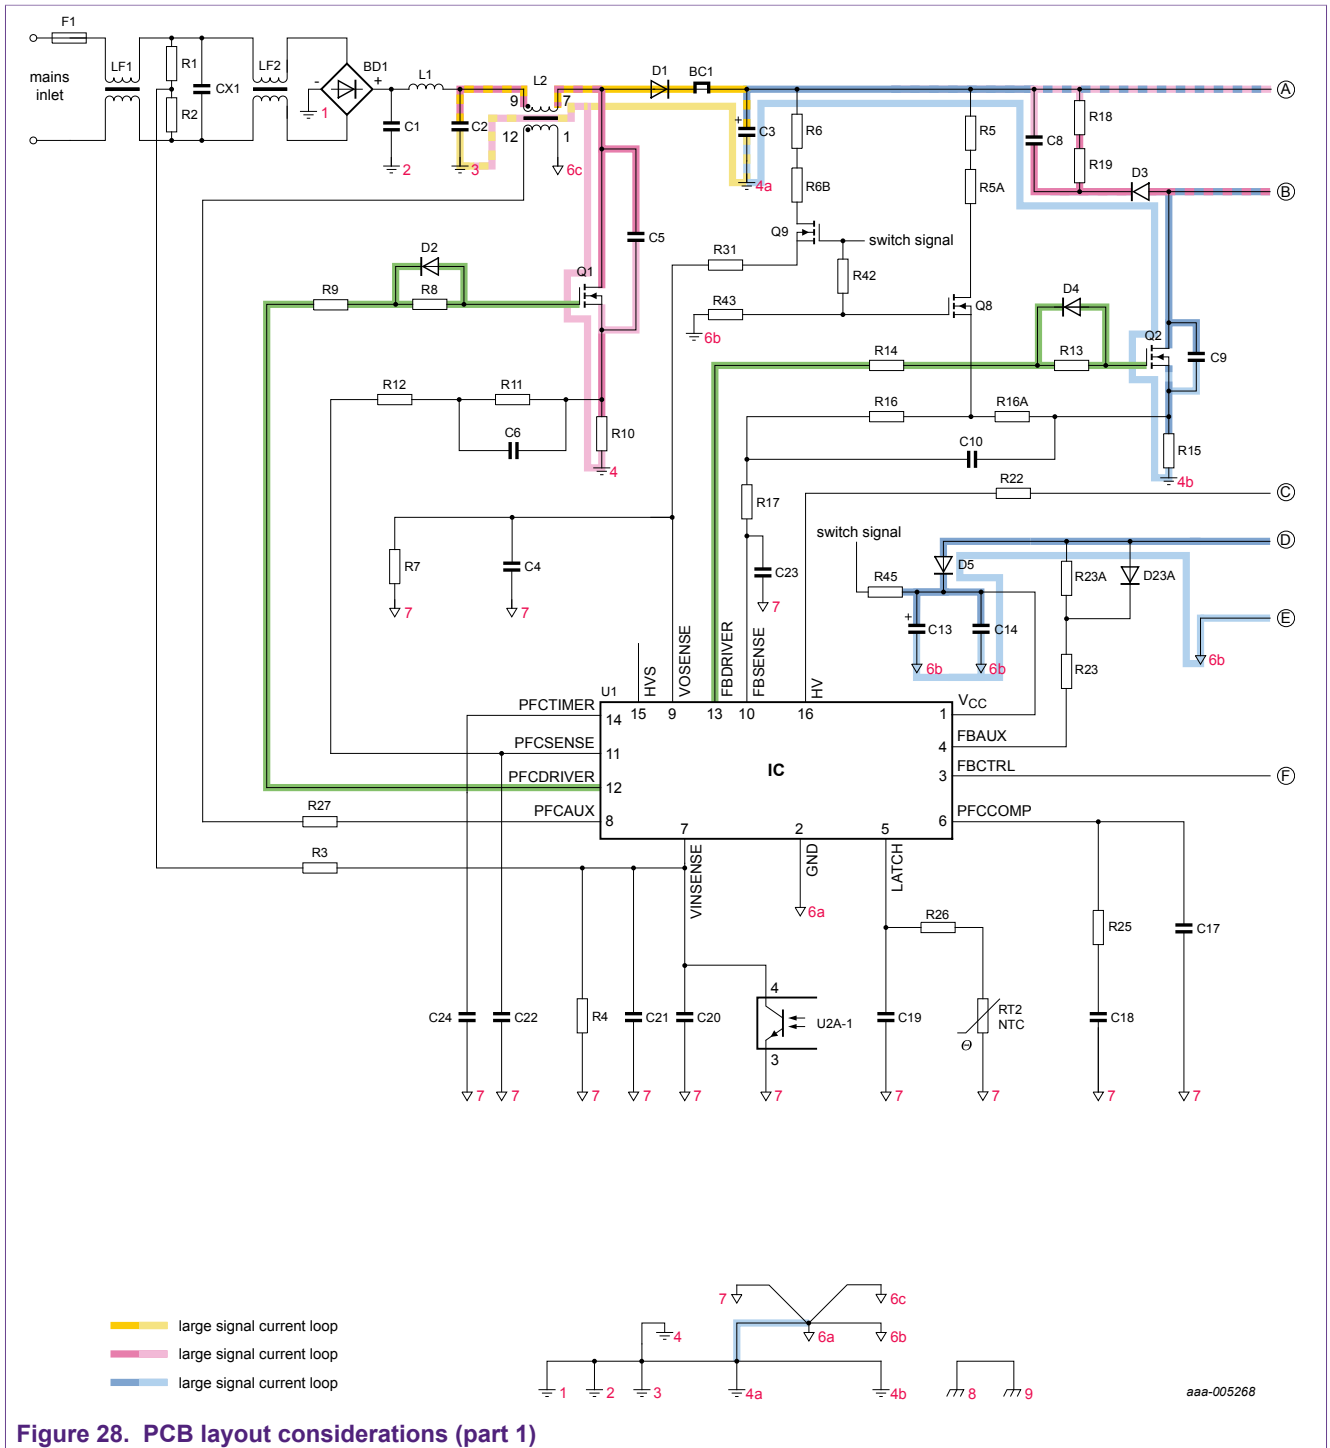 F1
mains
inlet
LF1
R1
R2
CX1
LF2
BD1
-
+
1
L1
C1
2
C2
3
L2
9
7
12
1
6c
D1
BC1
+
C3
4a
R6
R6B
R5
R5A
C8
R18
R19
D3
A
B
Q9
switch signal
R31
R42
R43
6b
Q8
D2
R9
R8
Q1
C5
D4
R14
R13
Q2
C9
R12
R11
C6
R10
4
R16
R16A
C10
R15
4b
R17
R22
C
R7
7
C4
7
C23
7
switch signal
R45
D5
+
C13
6b
C14
6b
R23A
D23A
D
E
6b
R23
U1
HVS
VOSENSE
FBDRIVER
FBSENSE
HV
15
9
13
10
16
PFCTIMER
14
PFCSENSE
11
PFCDRIVER
12
PFCAUX
8
IC
1
VCC
4
FBAUX
3
FBCTRL
F
6
PFCCOMP
7
2
5
VINSENSE
GND
LATCH
6a
R27
R3
R26
R25
C17
C24
C22
R4
C21
C20
4
U2A-1
3
C19
RT2
NTC
Θ
C18
7
7
7
7
7
7
7
7
7
7
large signal current loop
large signal current loop
large signal current loop
7
6c
6a
6b
4
1
2
3
4a
4b
8
9
aaa-005268
Figure 28. PCB layout considerations (part 1)